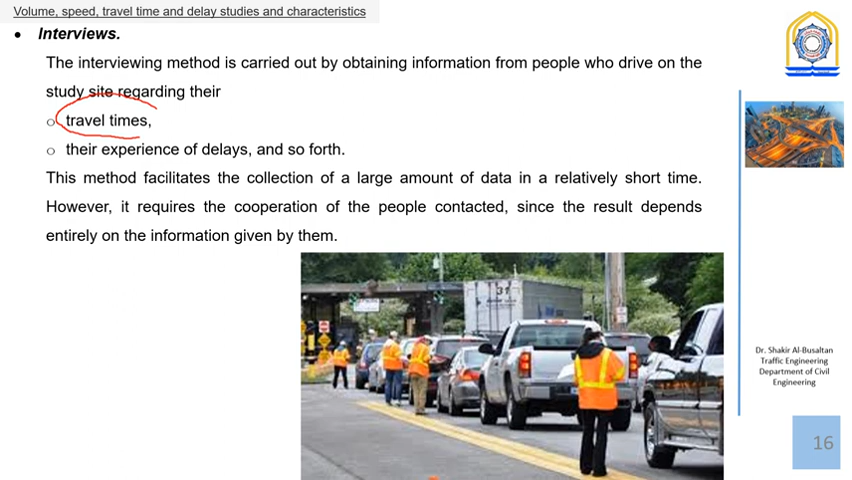 Volume, speed, travel time and delay studies and characteristics
• Interviews.
The interviewing method is carried out by obtaining information from people who drive on the
study site regarding their
o travel times,
o their experience of delays, and so forth.
This method facilitates the collection of a large amount of data in a relatively short time.
However, it requires the cooperation of the people contacted, since the result depends
entirely on the information given by them.
31
Dr. Shakir Al-Busaltan
Traffic Engineering
Department of Civil
Engineering
16